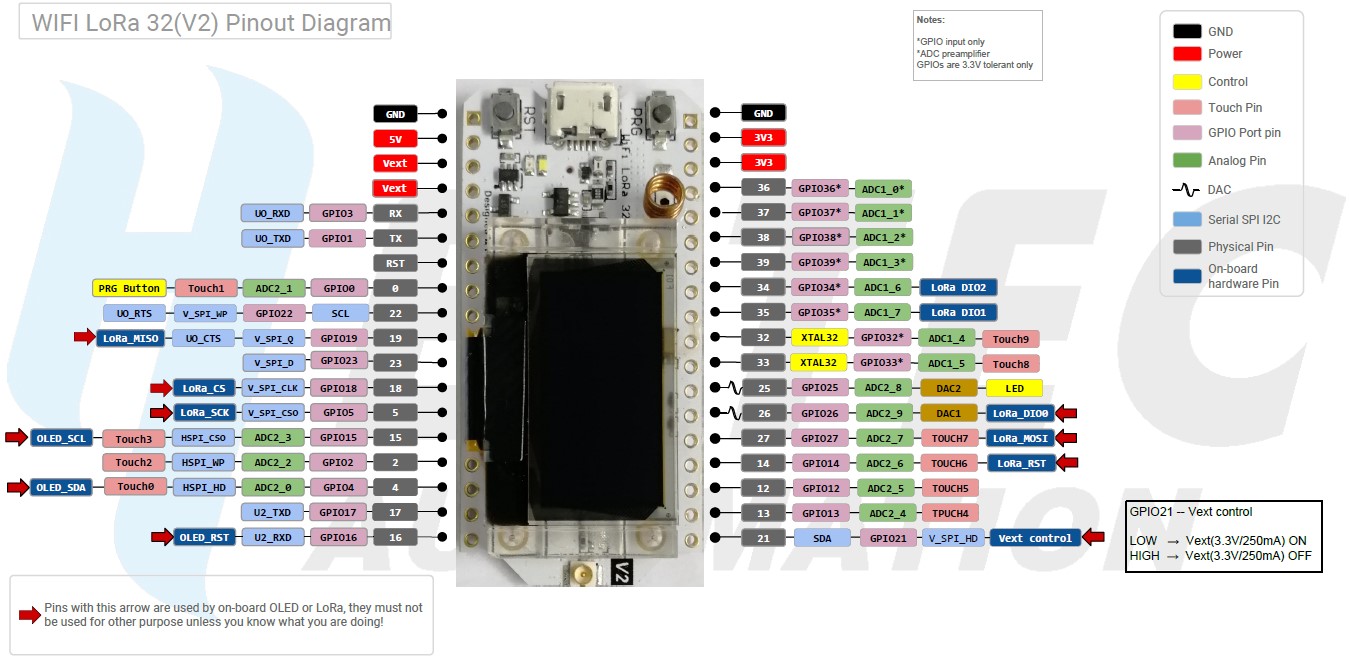 WIFI LoRa 32(V2) Pinout Diagram
Notes:
*GPIO input only
*ADC preamplifier
GPIOs are 3.3V tolerant only
GND
Power
Control
Touch Pin
GPIO Port pin
Analog Pin
DAC
Serial SPI I2C
Physical Pin
On-board
hardware Pin
GND
5V
Vext
Vext
UO_RXD GPIO3 RX
UO_TXD GPIO1 TX
RST
PRG Button Touch1 ADC2_1 GPIO0 0
UO_RTS V_SPI_WP GPIO22 SCL 22
LoRa_MISO UO_CTS V_SPI_Q GPIO19 19
V_SPI_D GPIO23 23
LoRa_CS V_SPI_CLK GPIO18 18
LoRa_SCK V_SPI_CSO GPIO5 5
OLED_SCL Touch3 HSPI_CSO ADC2_3 GPIO15 15
Touch2 HSPI_WP ADC2_2 GPIO2 2
OLED_SDA Touch0 HSPI_HD ADC2_0 GPIO4 4
U2_TXD GPIO17 17
OLED_RST U2_RXD GPIO16 16
RST
PRG
WiFi LoRa 32
V2
GND
3V3
3V3
36 GPIO36* ADC1_0*
37 GPIO37* ADC1_1*
38 GPIO38* ADC1_2*
39 GPIO39* ADC1_3*
34 GPIO34* ADC1_6 LoRa DIO2
35 GPIO35* ADC1_7 LoRa DIO1
32 XTAL32 GPIO32* ADC1_4 Touch9
33 XTAL32 GPIO33* ADC1_5 Touch8
25 GPIO25 ADC2_8 DAC2 LED
26 GPIO26 ADC2_9 DAC1 LoRa_DIO0
27 GPIO27 ADC2_7 TOUCH7 LoRa_MOSI
14 GPIO14 ADC2_6 TOUCH6 LoRa_RST
12 GPIO12 ADC2_5 TOUCH5
13 GPIO13 ADC2_4 TPUCH4
21 SDA GPIO21 V_SPI_HD Vext control
GPIO21 -- Vext control
LOW → Vext(3.3V/250mA) ON
HIGH → Vext(3.3V/250mA) OFF
Pins with this arrow are used by on-board OLED or LoRa, they must not
be used for other purpose unless you know what you are doing!
HELTEC
AUTOMATION